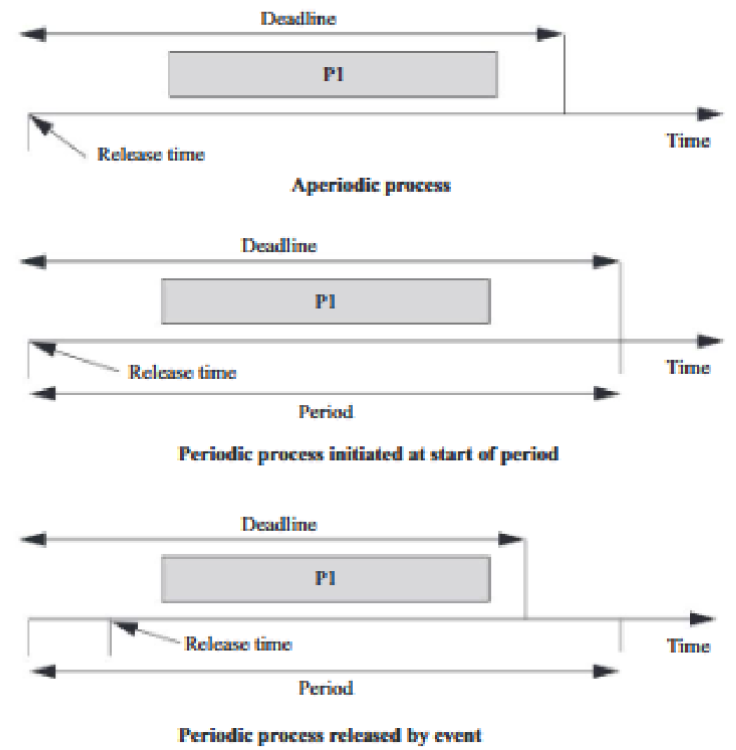 Deadline
P1
Time
Release time
Aperiodic process
Deadline
P1
Time
Release time
Period
Periodic process initiated at start of period
Deadline
P1
Release time
Time
Period
Periodic process released by event